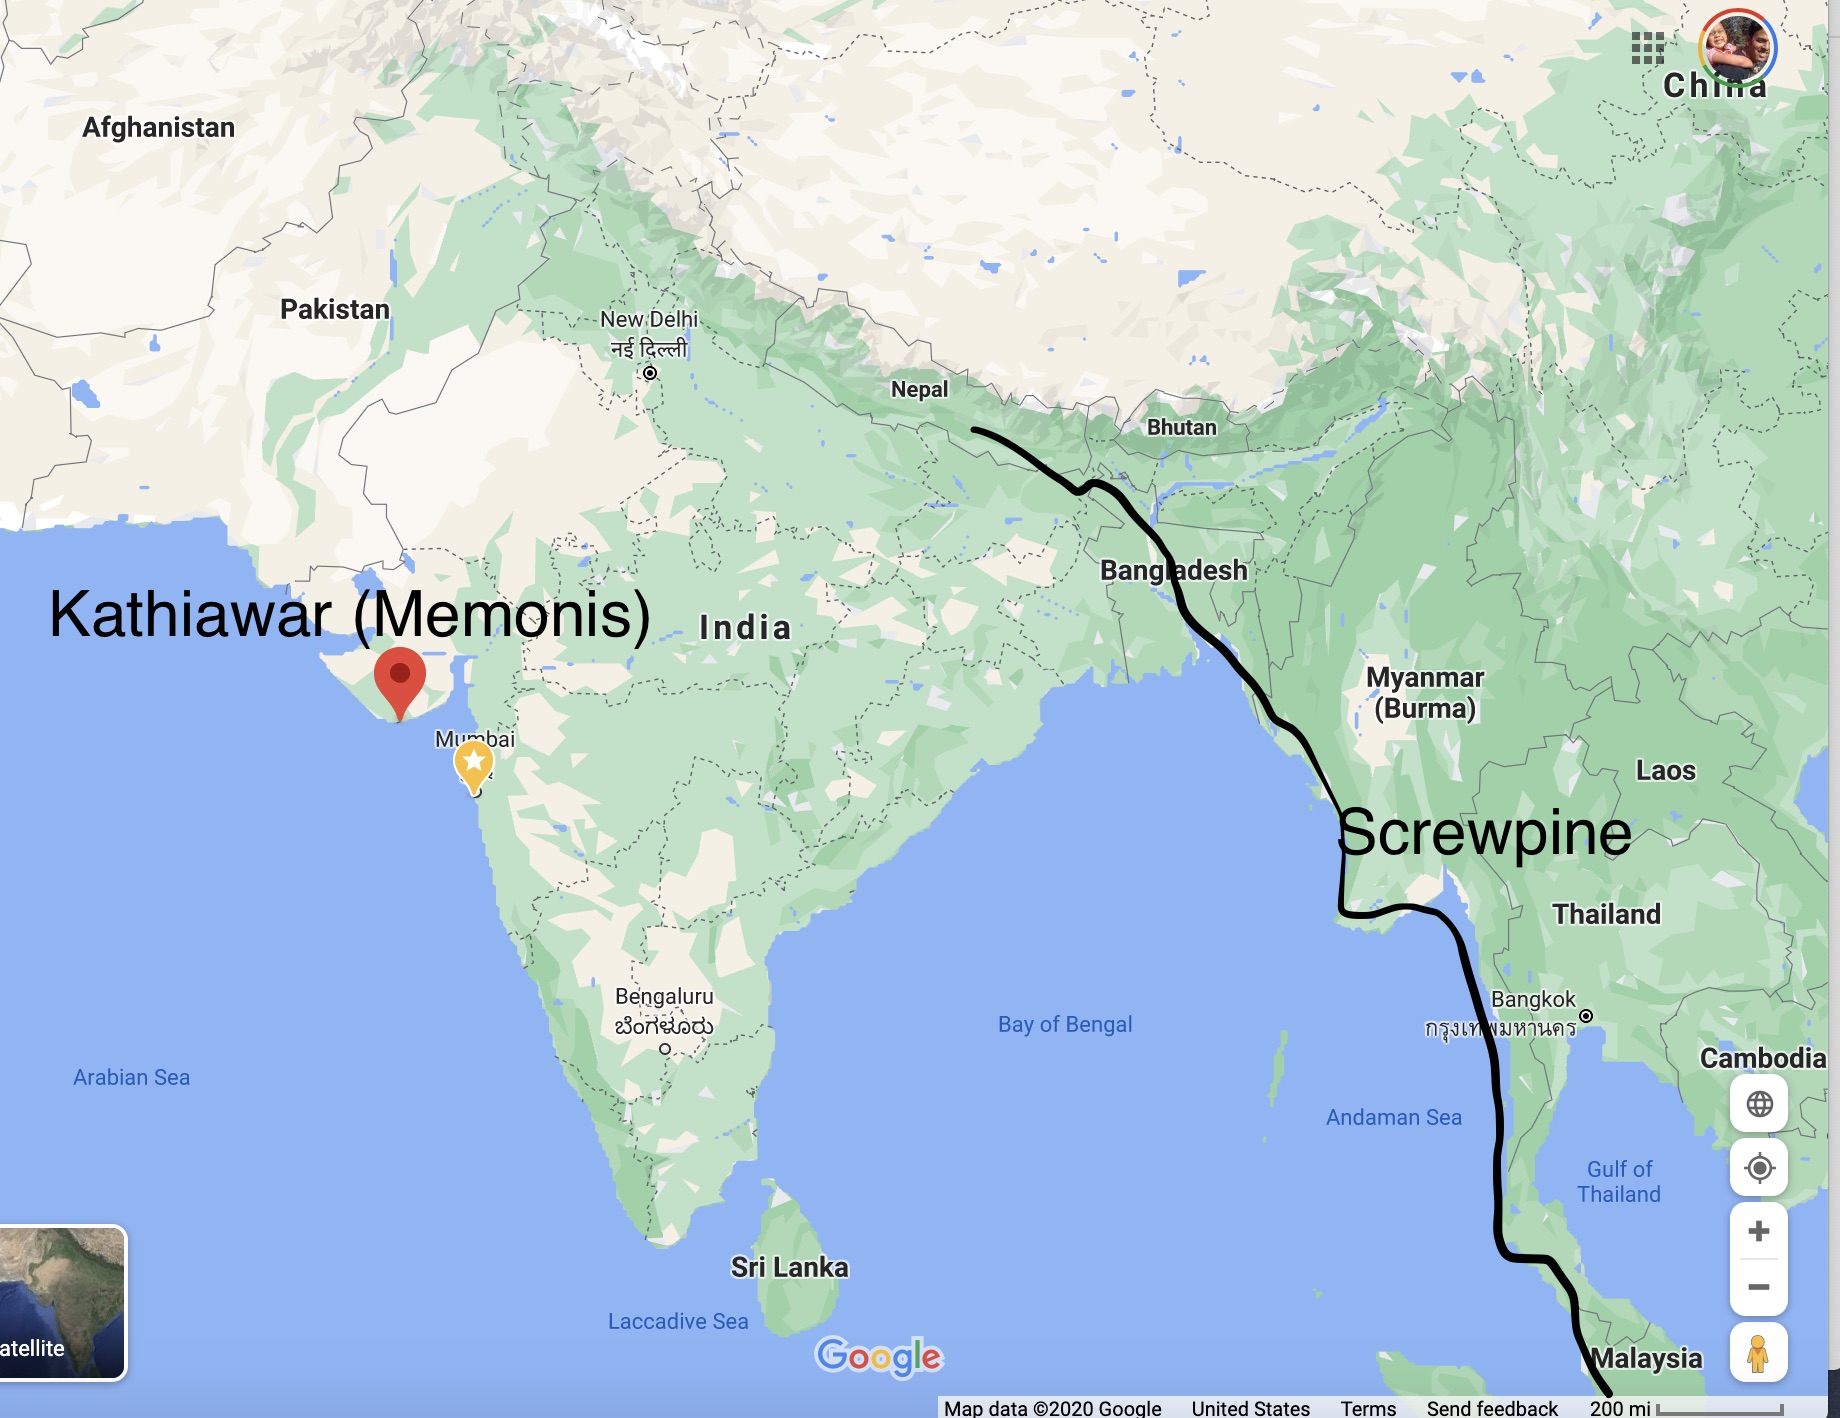 China
Afghanistan
Pakistan
New Delhi
नई दिल्ली
Nepal
Bhutan
Bangladesh
Kathiawar (Memonis)
India
Myanmar
(Burma)
Mumbai
Laos
Screwpine
Thailand
Bengaluru
ಬೆಂಗಳೂರು
Bangkok
กรุงเทพมหานคร
Bay of Bengal
Cambodia
Arabian Sea
Andaman Sea
Gulf of
Thailand
Sri Lanka
Laccadive Sea
atellite
Google
Malaysia
Map data ©2020 Google United States Terms Send feedback 200 mi